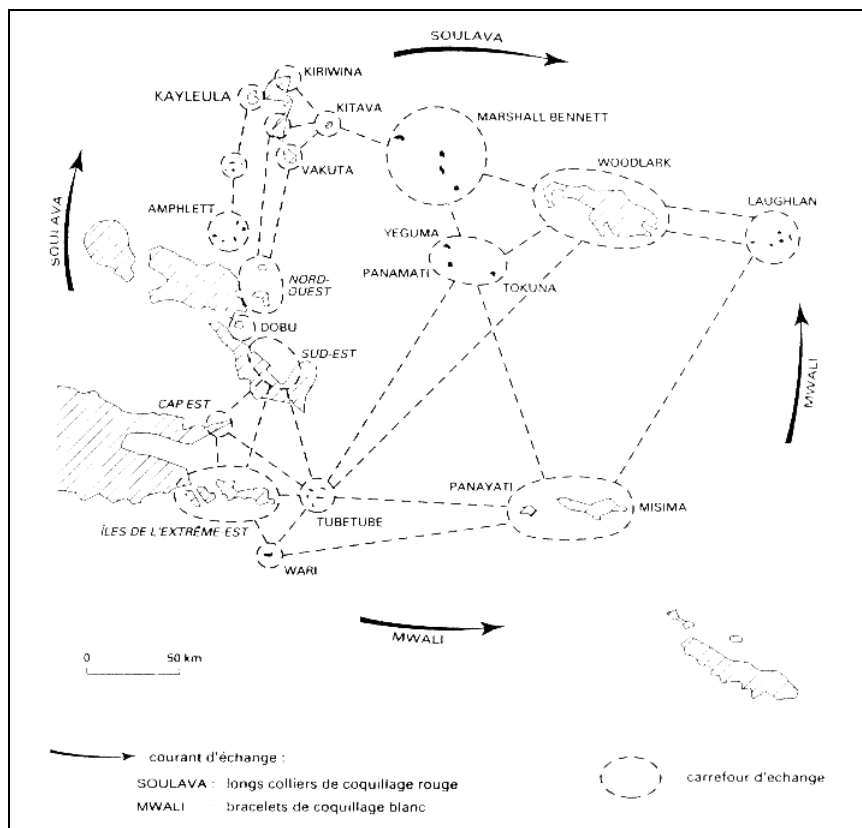 SOULAVA
KIRIWINA
KAYLEULA
KITAVA
MARSHALL BENNETT
WOODLARK
VAKUTA
LAUGHLAN
SOULAVA
AMPHLETT
YEGUMA
NORD-
OUEST
PANAMATI
TOKUNA
DOBU
SUD-EST
MWALI
CAP EST
PANAYATI
MISIMA
TUBETUBE
ÎLES DE L'EXTRÊME-EST
WARI
MWALI
0 50 km
courant d'échange :
SOULAVA : longs colliers de coquillage rouge
MWALI : bracelets de coquillage blanc
carrefour d'echange